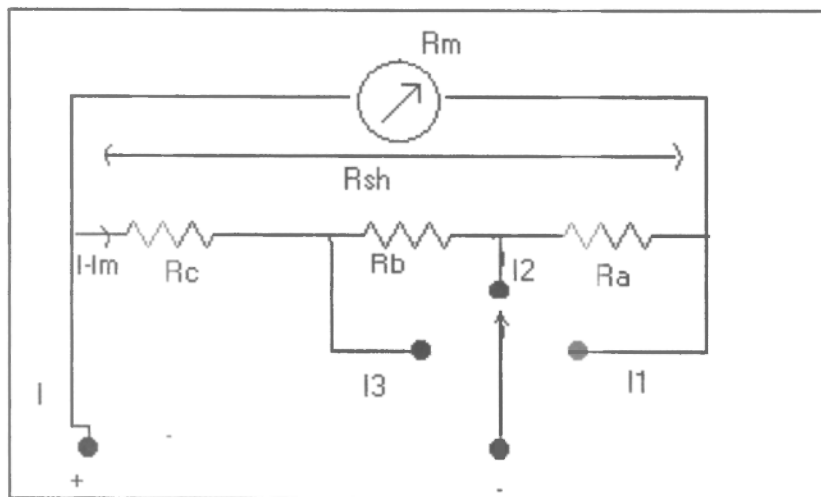 Rm
Rsh
I-Im
Rc
Rb
I2
Ra
I3
I1
I
+
-